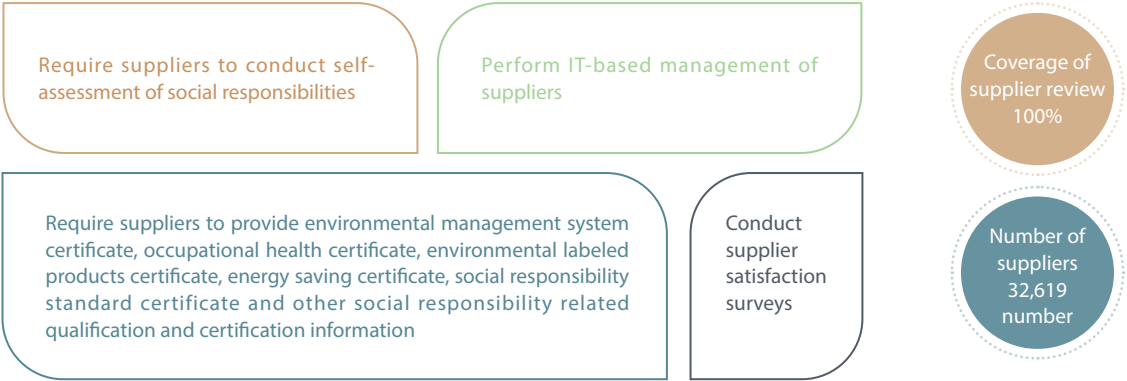 Require suppliers to conduct self-
assessment of social responsibilities
Perform IT-based management of
suppliers
Coverage of
supplier review
100%
Require suppliers to provide environmental management system
certificate, occupational health certificate, environmental labeled
products certificate, energy saving certificate, social responsibility
standard certificate and other social responsibility related
qualification and certification information
Conduct
supplier
satisfaction
surveys
Number of
suppliers
32,619
number